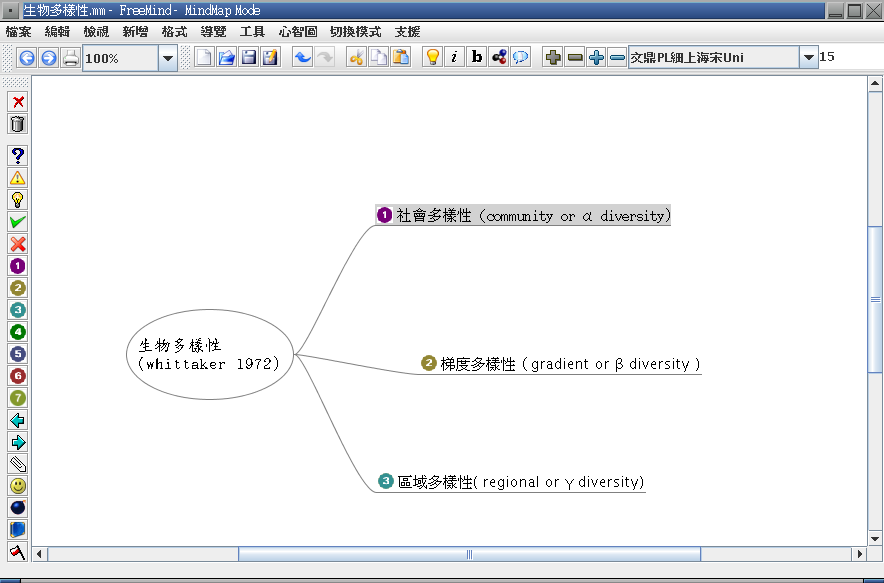 生物多樣性.mm - FreeMind - MindMap Mode
檔案 編輯 檢視 新增 格式 導覽 工具 心智圖 切換模式 支援
100% i b 文鼎PL細上海宋Uni 15
?
1 社會多樣性（community or α diversity）
1
2
3
4
生物多樣性
(whittaker 1972)
2 梯度多樣性 ( gradient or β diversity )
5
6
7
3 區域多樣性( regional or γ diversity)